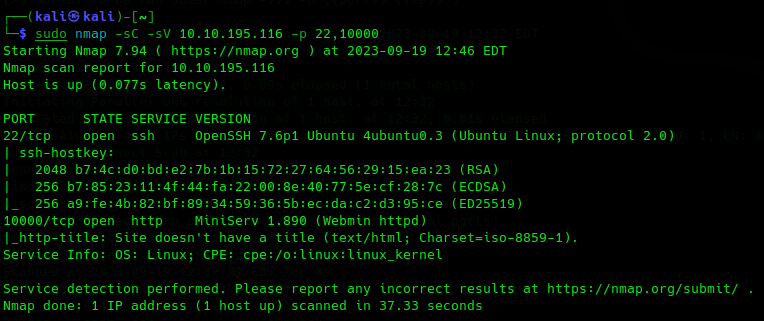 ┌──(kali㉿kali)-[~]
└─$ sudo nmap -sC -sV 10.10.195.116 -p 22,10000
Starting Nmap 7.94 ( https://nmap.org ) at 2023-09-19 12:46 EDT
Nmap scan report for 10.10.195.116
Host is up (0.077s latency).

PORT      STATE SERVICE VERSION
22/tcp    open  ssh     OpenSSH 7.6p1 Ubuntu 4ubuntu0.3 (Ubuntu Linux; protocol 2.0)
| ssh-hostkey:
|   2048 b7:4c:d0:bd:e2:7b:1b:15:72:27:64:56:29:15:ea:23 (RSA)
|   256 b7:85:23:11:4f:44:fa:22:00:8e:40:77:5e:cf:28:7c (ECDSA)
|_  256 a9:fe:4b:82:bf:89:34:59:36:5b:ec:da:c2:d3:95:ce (ED25519)
10000/tcp open  http    MiniServ 1.890 (Webmin httpd)
|_http-title: Site doesn't have a title (text/html; Charset=iso-8859-1).
Service Info: OS: Linux; CPE: cpe:/o:linux:linux_kernel

Service detection performed. Please report any incorrect results at https://nmap.org/submit/ .
Nmap done: 1 IP address (1 host up) scanned in 37.33 seconds